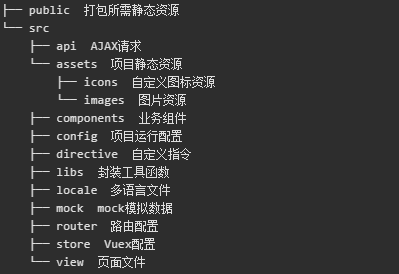 ├── public  打包所需静态资源
└── src
    ├── api  AJAX请求
    └── assets  项目静态资源
        ├── icons  自定义图标资源
        └── images  图片资源
    ├── components  业务组件
    ├── config  项目运行配置
    ├── directive  自定义指令
    ├── libs  封装工具函数
    ├── locale  多语言文件
    ├── mock  mock模拟数据
    ├── router  路由配置
    ├── store  Vuex配置
    └── view  页面文件